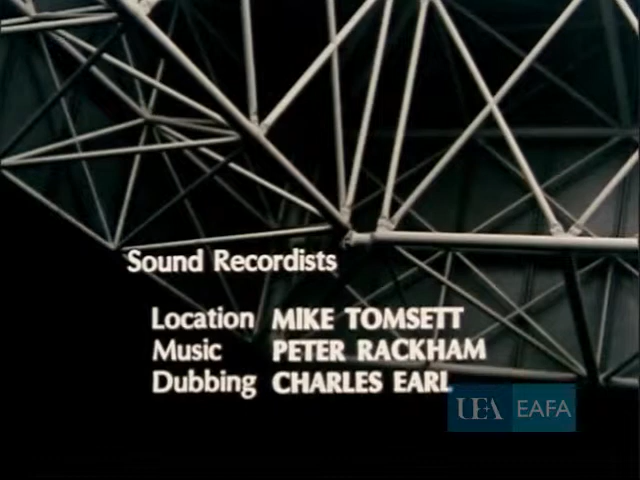 Sound Recordists
Location MIKE TOMSETT
Music PETER RACKHAM
Dubbing CHARLES EARL
UEA EAFA